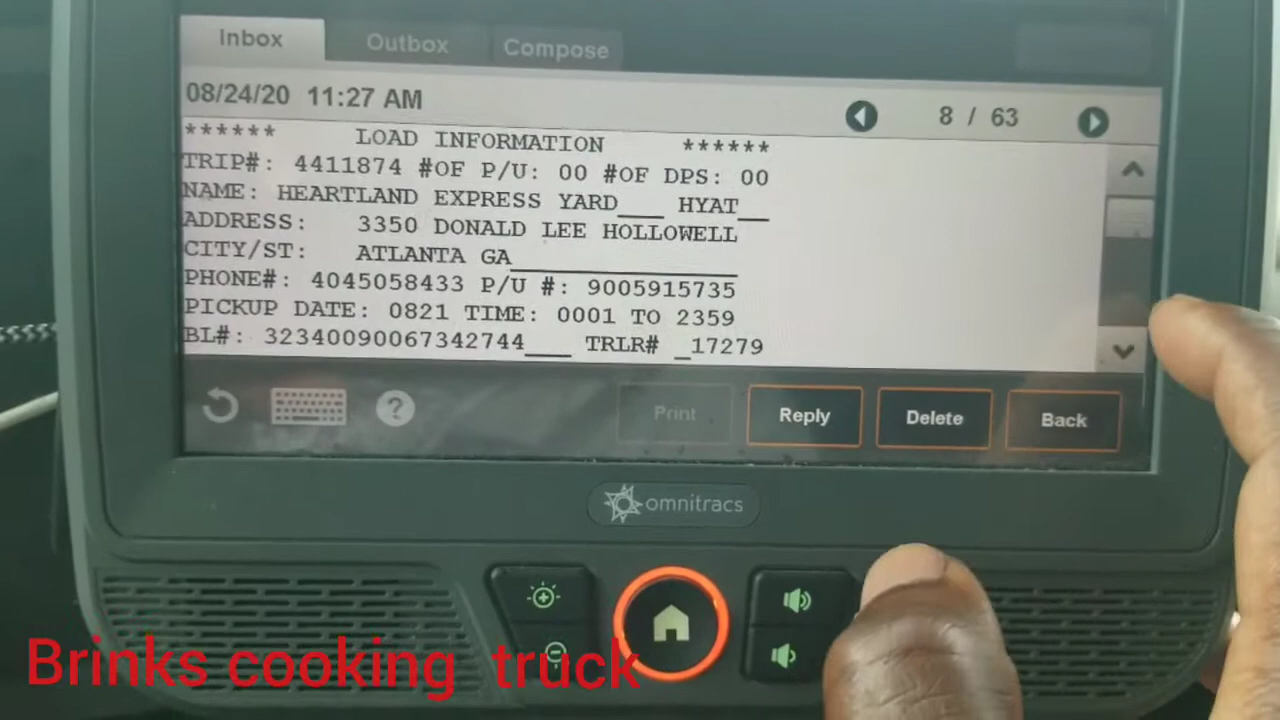 Inbox Outbox Compose
08/24/20 11:27 AM 8 / 63
****** LOAD INFORMATION ******
TRIP#: 4411874 #OF P/U: 00 #OF DPS: 00
NAME: HEARTLAND EXPRESS YARD___ HYAT__
ADDRESS: 3350 DONALD LEE HOLLOWELL
CITY/ST: ATLANTA GA
PHONE#: 4045058433 P/U #: 9005915735
PICKUP DATE: 0821 TIME: 0001 TO 2359
BL#: 32340090067342744___ TRLR# _17279
? Print Reply Delete Back
omnitracs
Brinks cooking truck